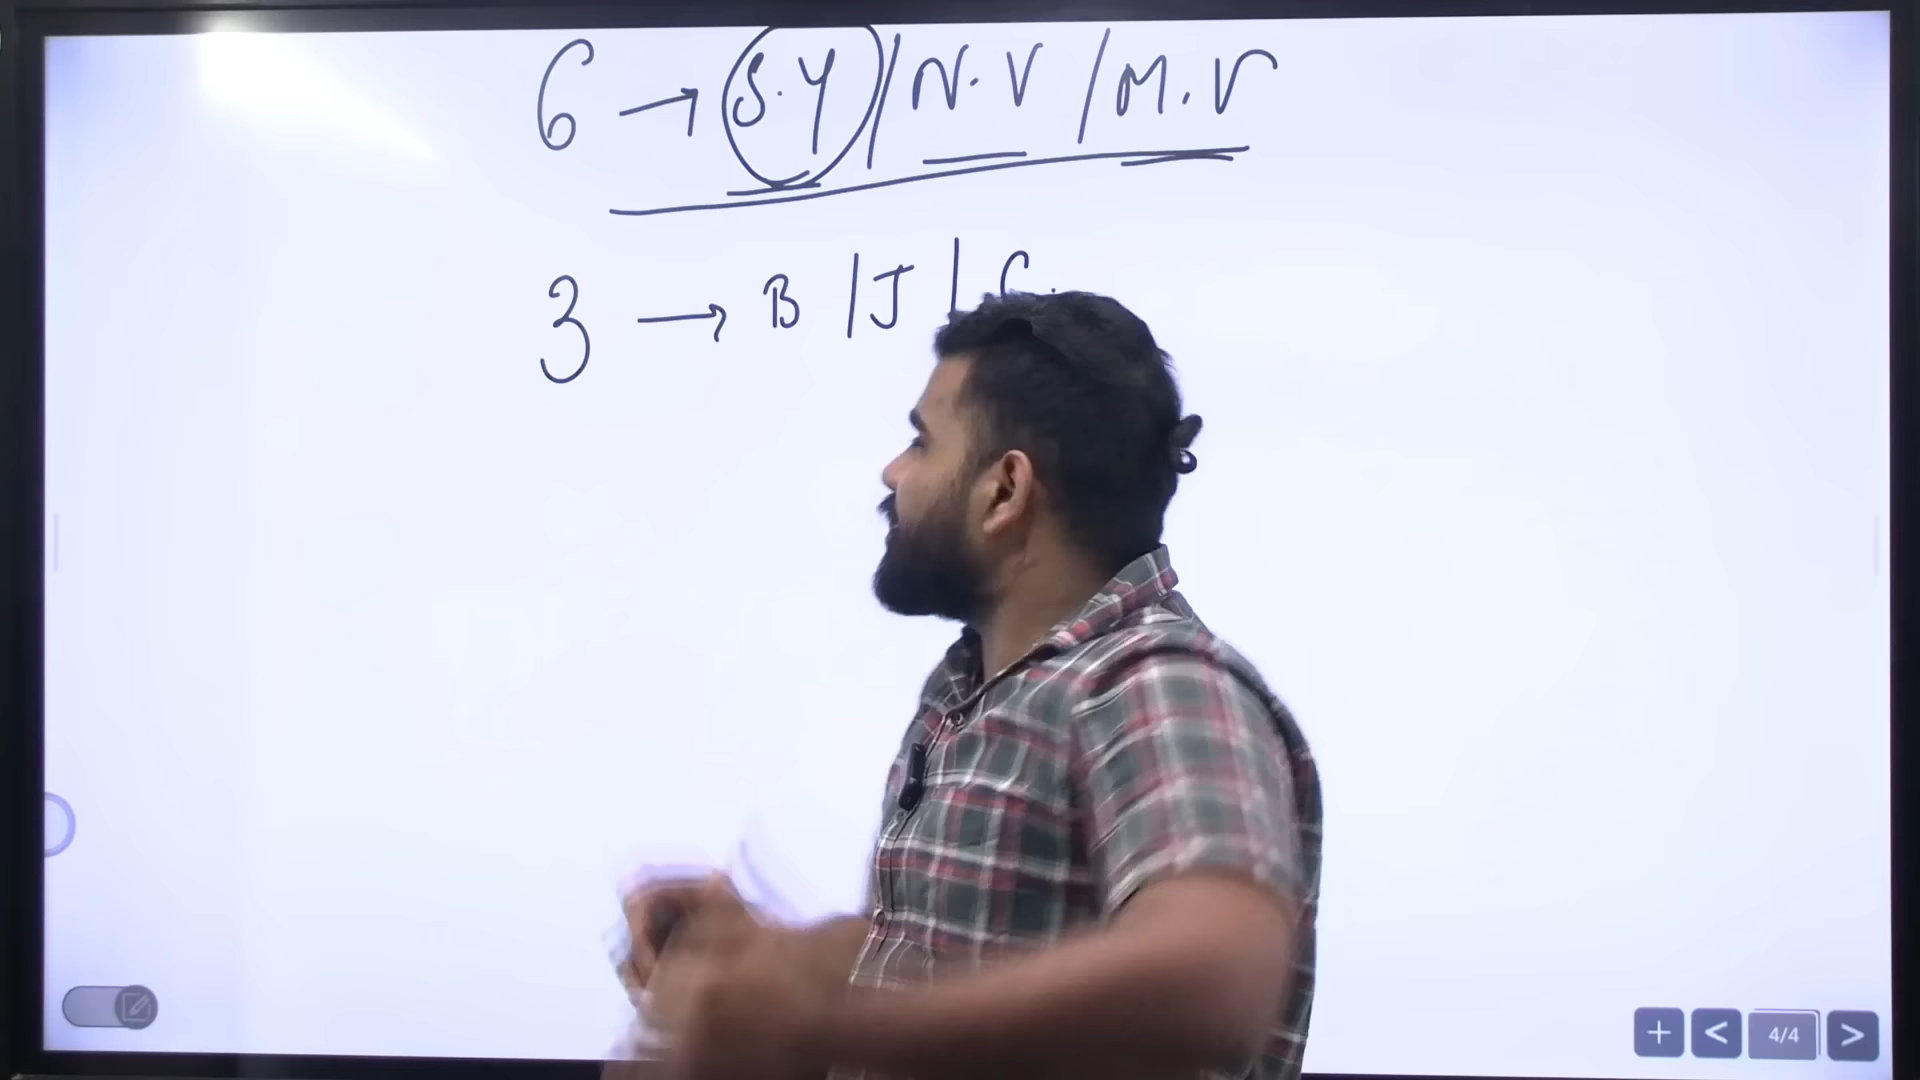 6 → S.Y / N.V / M.V
3 → B / J /
4/4